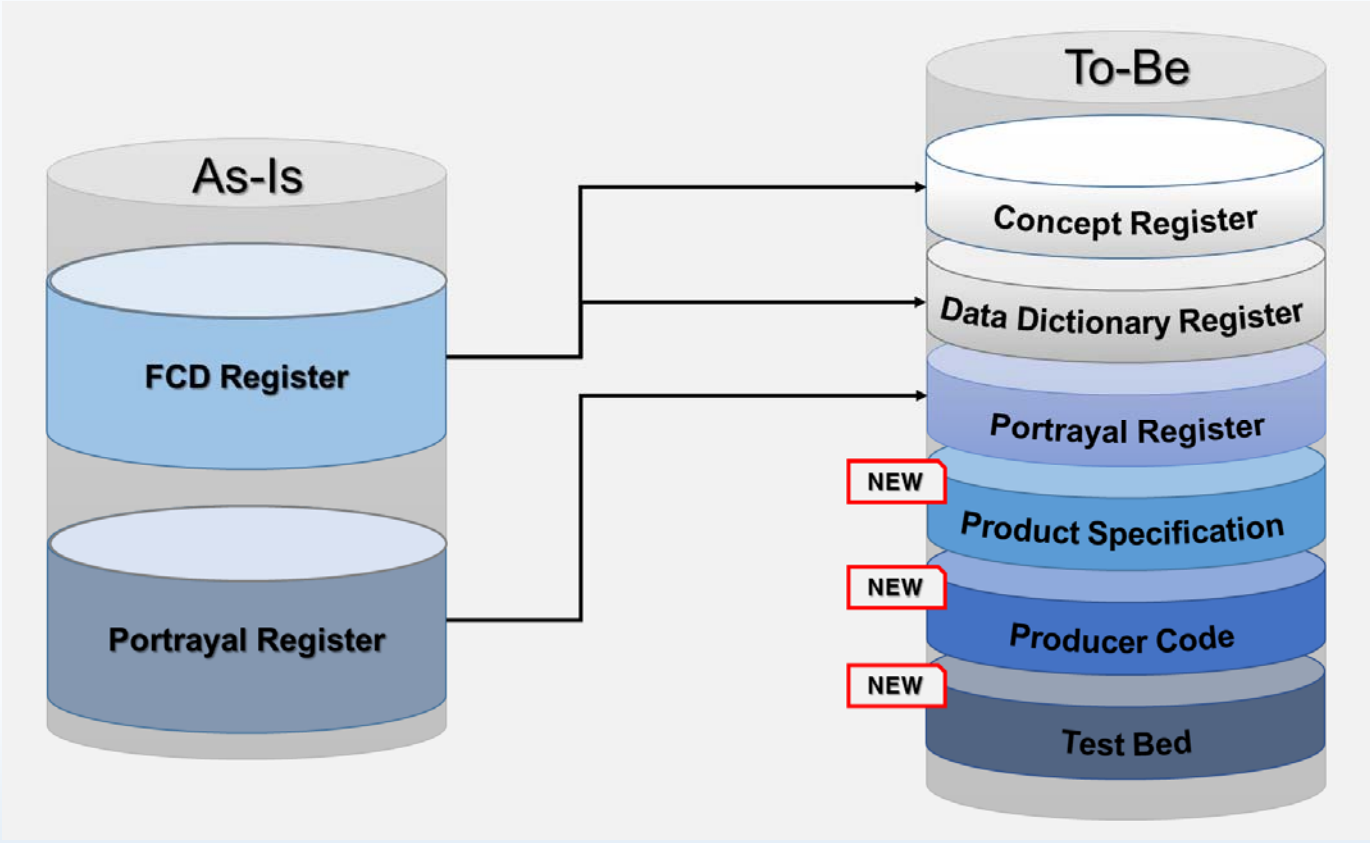 As-Is
FCD Register
Portrayal Register
To-Be
Concept Register
Data Dictionary Register
Portrayal Register
NEW
Product Specification
NEW
Producer Code
NEW
Test Bed